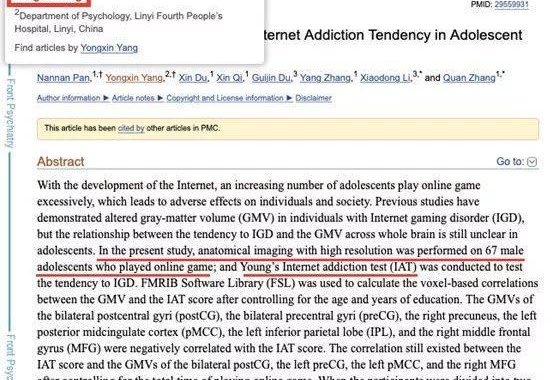 PMID: 29559931
²Department of Psychology, Linyi Fourth People's
Hospital, Linyi, China
Find articles by Yongxin Yang
ternet Addiction Tendency in Adolescent
Nannan Pan,1,† Yongxin Yang,2,† Xin Du,1 Xin Qi,1 Guijin Du,3 Yang Zhang,1 Xiaodong Li,3,* and Quan Zhang1,*
Author information ► Article notes ► Copyright and License information ► Disclaimer
This article has been cited by other articles in PMC.
Abstract
Go to:
With the development of the Internet, an increasing number of adolescents play online game
excessively, which leads to adverse effects on individuals and society. Previous studies have
demonstrated altered gray-matter volume (GMV) in individuals with Internet gaming disorder (IGD),
but the relationship between the tendency to IGD and the GMV across whole brain is still unclear in
adolescents. In the present study, anatomical imaging with high resolution was performed on 67 male
adolescents who played online game; and Young's Internet addiction test (IAT) was conducted to test
the tendency to IGD. FMRIB Software Library (FSL) was used to calculate the voxel-based correlations
between the GMV and the IAT score after controlling for the age and years of education. The GMVs of
the bilateral postcentral gyri (postCG), the bilateral precentral gyri (preCG), the right precuneus, the left
posterior midcingulate cortex (pMCC), the left inferior parietal lobe (IPL), and the right middle frontal
gyrus (MFG) were negatively correlated with the IAT score. The correlation still existed between the
IAT score and the GMVs of the bilateral postCG, the left preCG, the left pMCC, and the right MFG
Front Psychiatry
Front Psychiatry